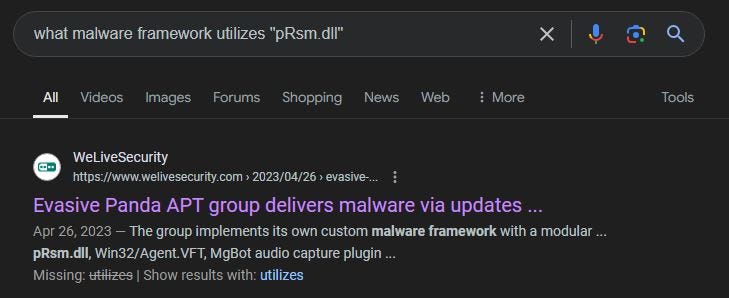 what malware framework utilizes "pRsm.dll"
All Videos Images Forums Shopping News Web More Tools
WeLiveSecurity
https://www.welivesecurity.com › 2023/04/26 › evasive-...
Evasive Panda APT group delivers malware via updates ...
Apr 26, 2023 — The group implements its own custom malware framework with a modular ...
pRsm.dll, Win32/Agent.VFT, MgBot audio capture plugin ...
Missing: utilizes | Show results with: utilizes